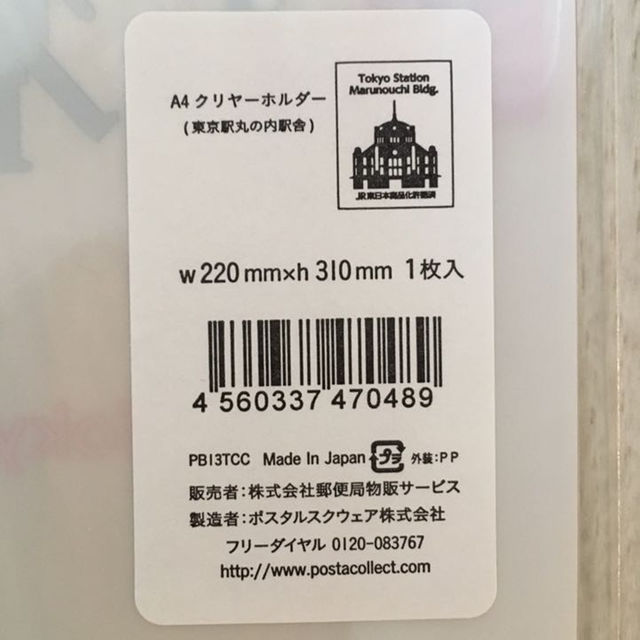 A4 クリヤーホルダー
(東京駅丸の内駅舎)
Tokyo Station
Marunouchi Bldg.
JR東日本商品化許諾済
w 220 mm×h 310 mm 1枚入
4 560337 470489
PB13TCC Made In Japan プラ 外装:PP
販売者:株式会社郵便局物販サービス
製造者:ポスタルスクウェア株式会社
フリーダイヤル 0120-083767
http://www.postacollect.com